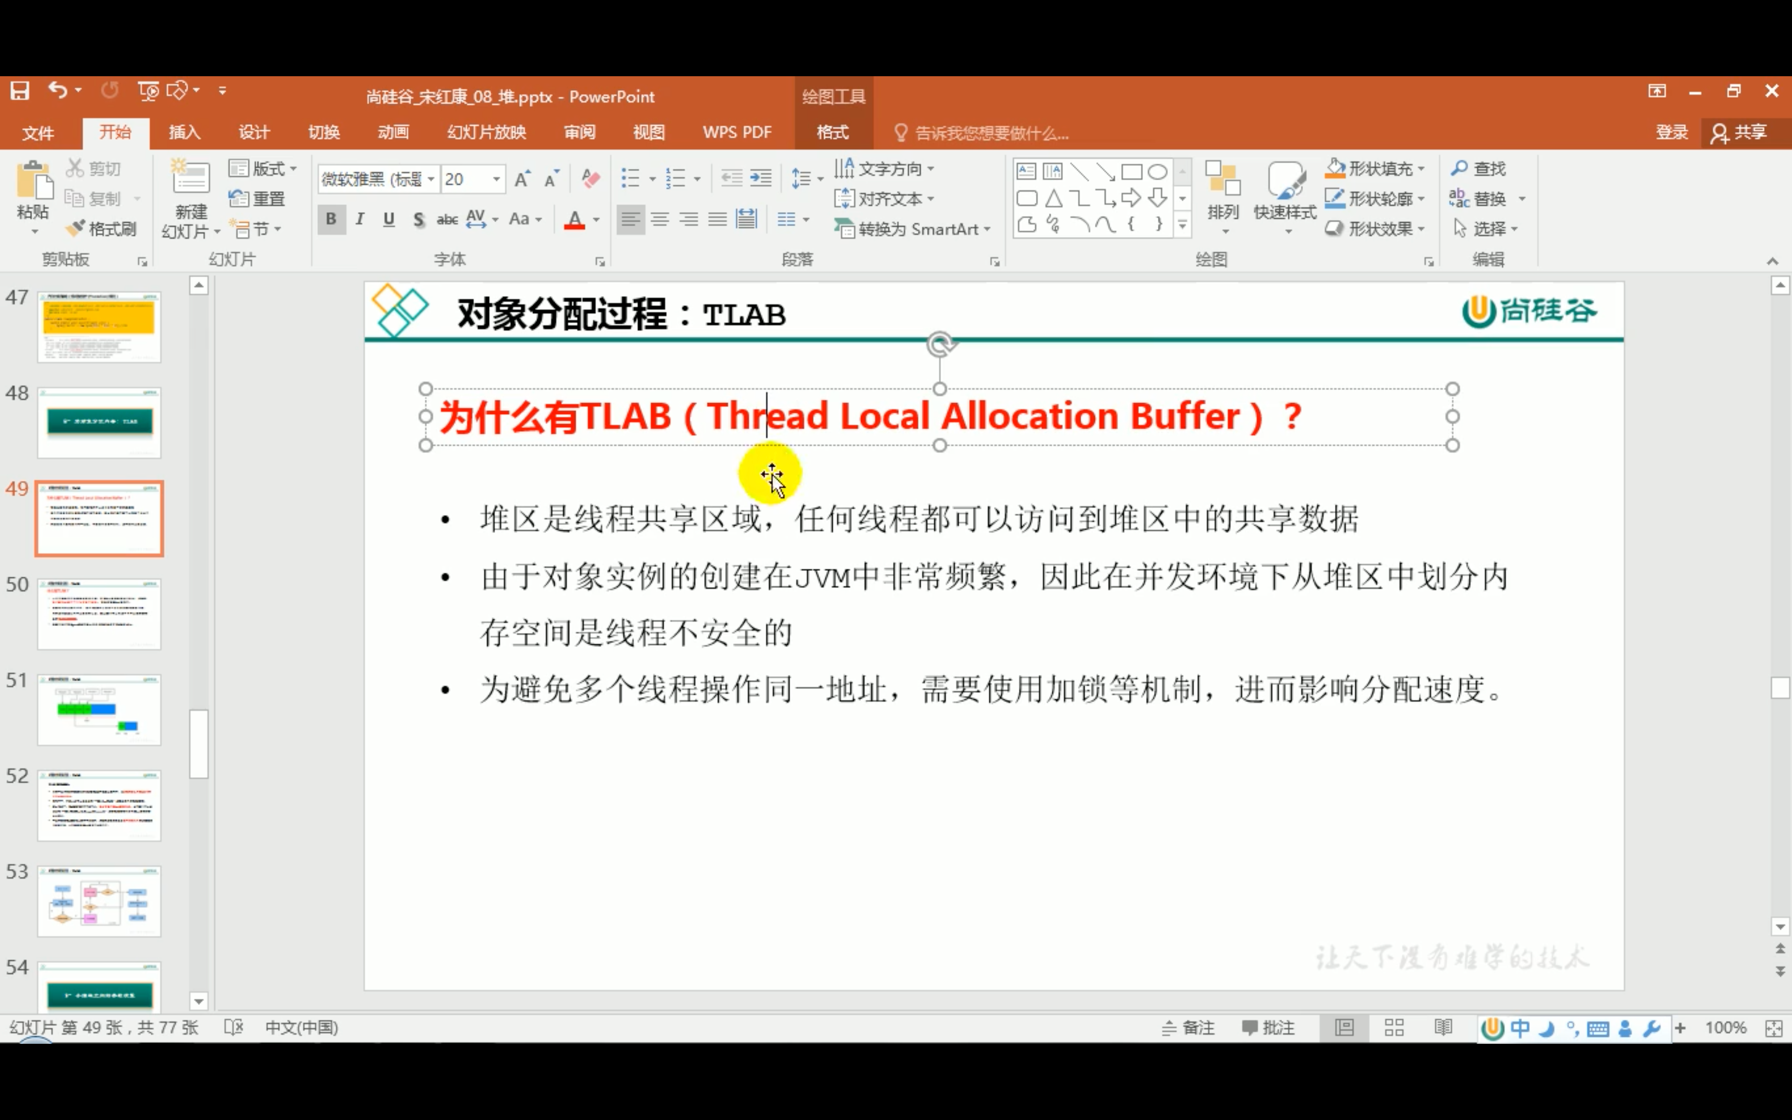 尚硅谷_宋红康_08_堆.pptx - PowerPoint
绘图工具
文件 开始 插入 设计 切换 动画 幻灯片放映 审阅 视图 WPS PDF 格式 告诉我您想要做什么... 登录 共享
粘贴 剪切 复制 格式刷
新建
幻灯片 版式 重置 节
微软雅黑 (标题 20
B I U S abc AV Aa A
文字方向
对齐文本
转换为 SmartArt
排列 快速样式
形状填充
形状轮廓
形状效果
查找
替换
选择
剪贴板 幻灯片 字体 段落 绘图 编辑
47
48
49
50
51
52
53
54
对象分配过程：TLAB
尚硅谷
为什么有TLAB（Thread Local Allocation Buffer）？
• 堆区是线程共享区域，任何线程都可以访问到堆区中的共享数据
• 由于对象实例的创建在JVM中非常频繁，因此在并发环境下从堆区中划分内
存空间是线程不安全的
• 为避免多个线程操作同一地址，需要使用加锁等机制，进而影响分配速度。
让天下没有难学的技术
幻灯片 第 49 张，共 77 张 中文(中国) 备注 批注 中 100%